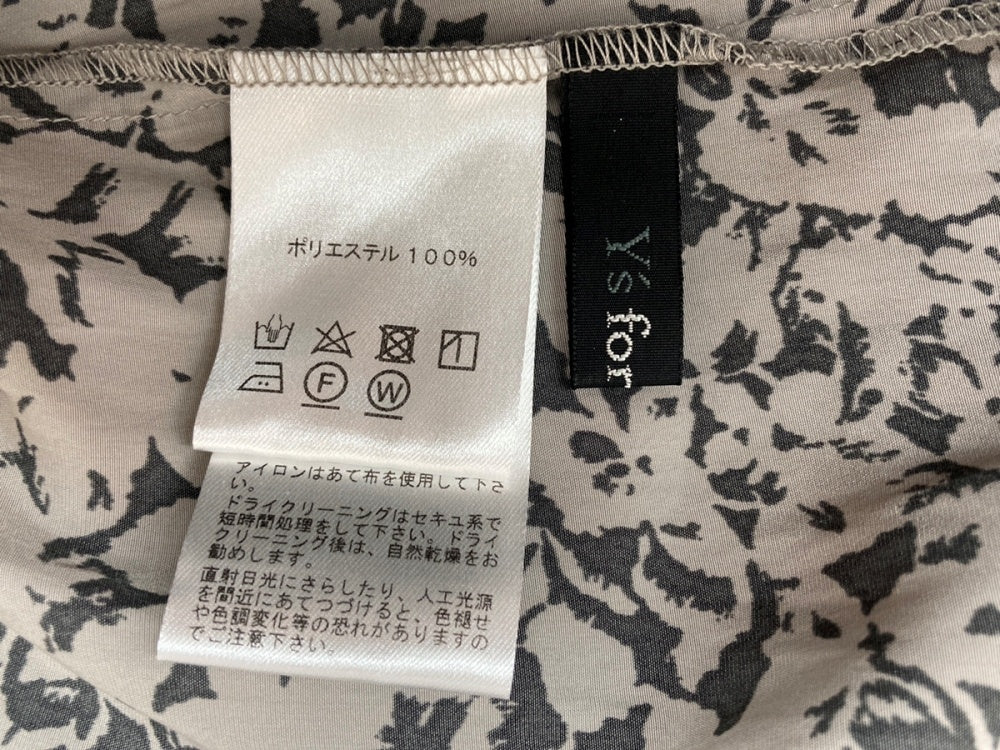 ポリエステル 100%
F W
アイロンはあて布を使用して下さ
い。
ドライクリーニングはセキユ系で
短時間処理をして下さい。ドライ
クリーニング後は、自然乾燥をお
勧めします。
直射日光にさらしたり、人工光源
を間近にあてつづけると、色褪せ
や色調変化等の恐れがありますの
でご注意下さい。
Y's for